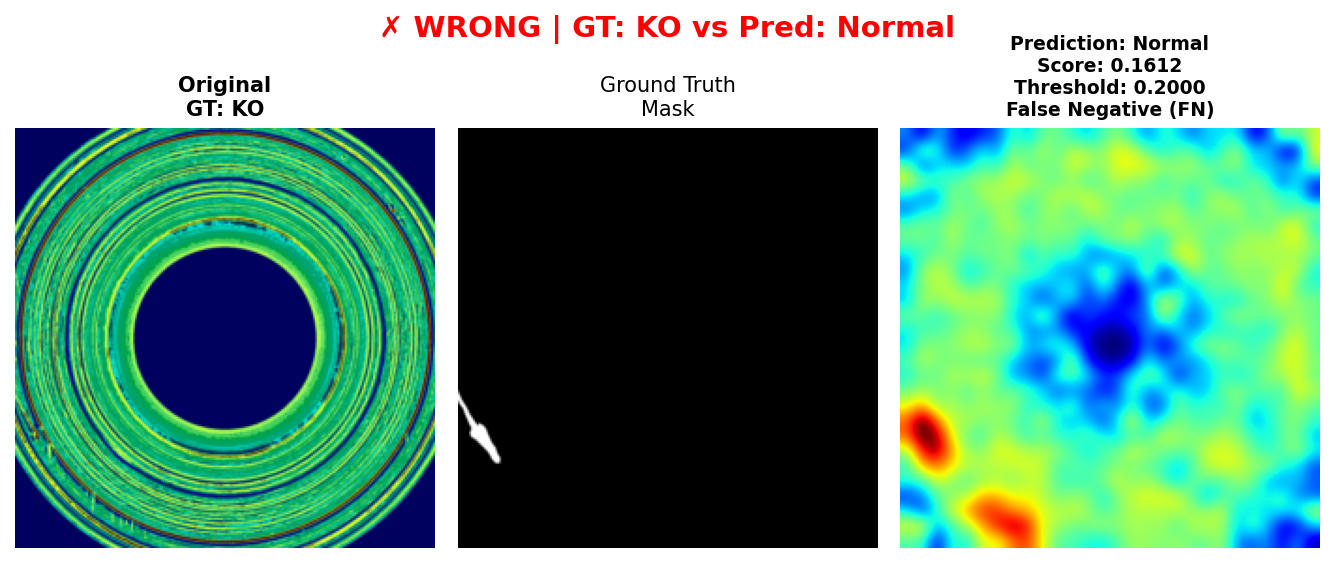 ✗ WRONG | GT: KO vs Pred: Normal
Original
GT: KO
Ground Truth
Mask
Prediction: Normal
Score: 0.1612
Threshold: 0.2000
False Negative (FN)